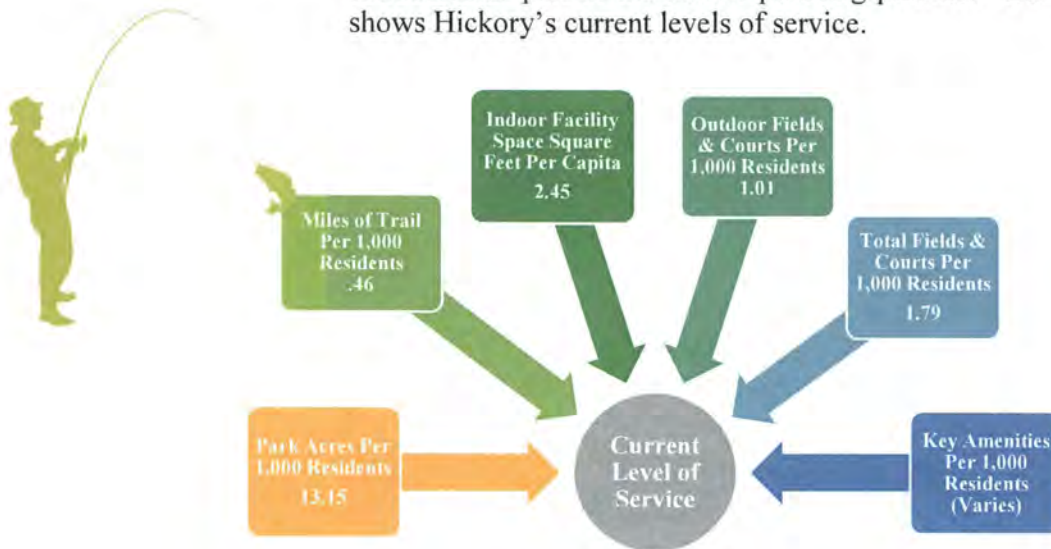 shows Hickory's current levels of service.
Indoor Facility
Space Square
Feet Per Capita
2.45
Outdoor Fields
& Courts Per
1,000 Residents
1.01
Miles of Trail
Per 1,000
Residents
.46
Total Fields &
Courts Per
1,000 Residents
1.79
Park Acres Per
1,000 Residents
13.15
Current
Level of
Service
Key Amenities
Per 1,000
Residents
(Varies)